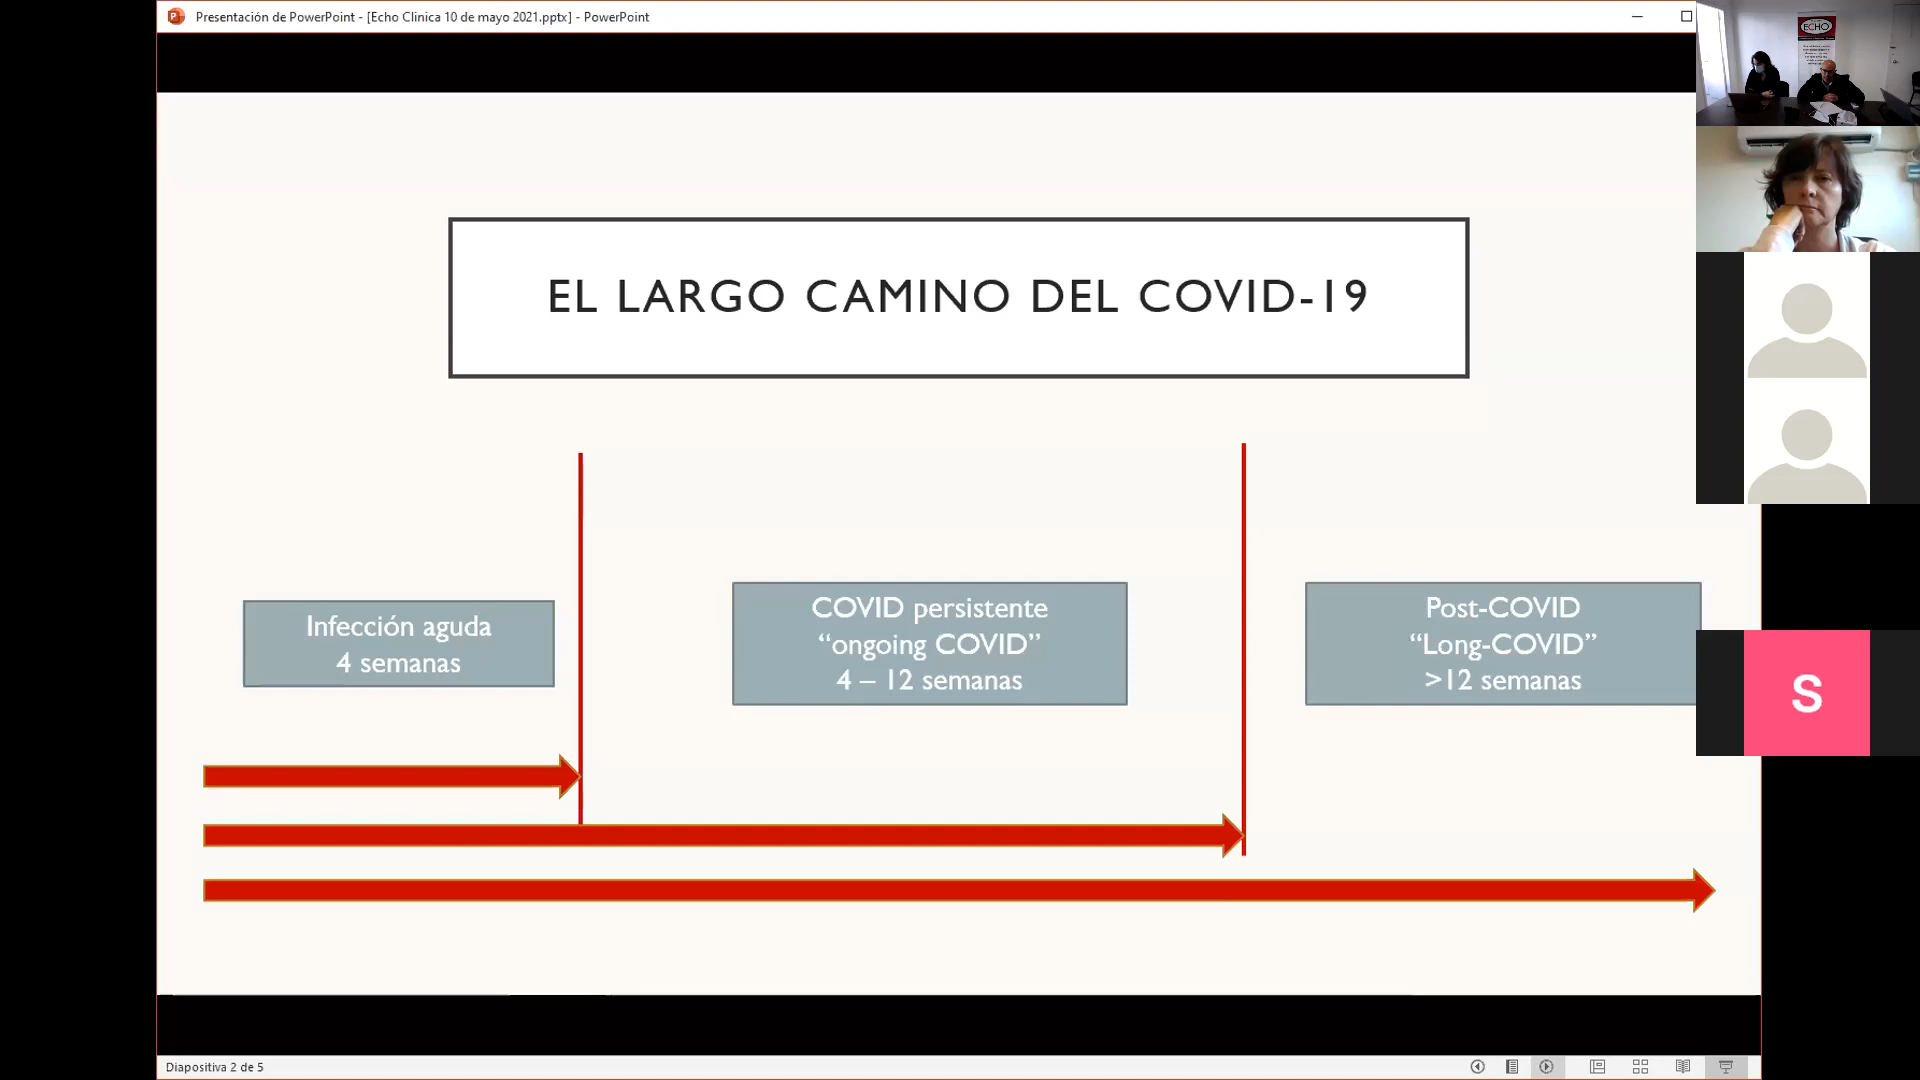 Presentación de PowerPoint - [Echo Clinica 10 de mayo 2021.pptx] - PowerPoint
ECHO
EL LARGO CAMINO DEL COVID-19
Infección aguda
4 semanas
COVID persistente
“ongoing COVID”
4 – 12 semanas
Post-COVID
“Long-COVID”
>12 semanas
S
Diapositiva 2 de 5